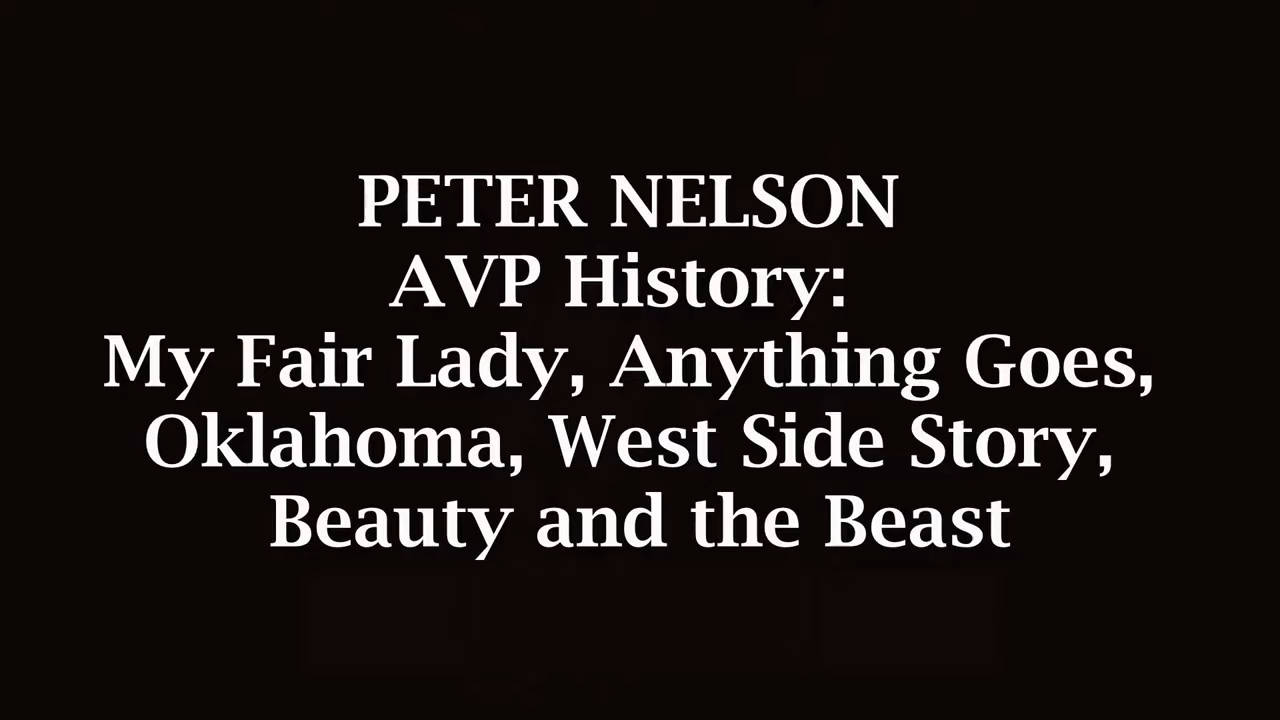 PETER NELSON
AVP History:
My Fair Lady, Anything Goes,
Oklahoma, West Side Story,
Beauty and the Beast